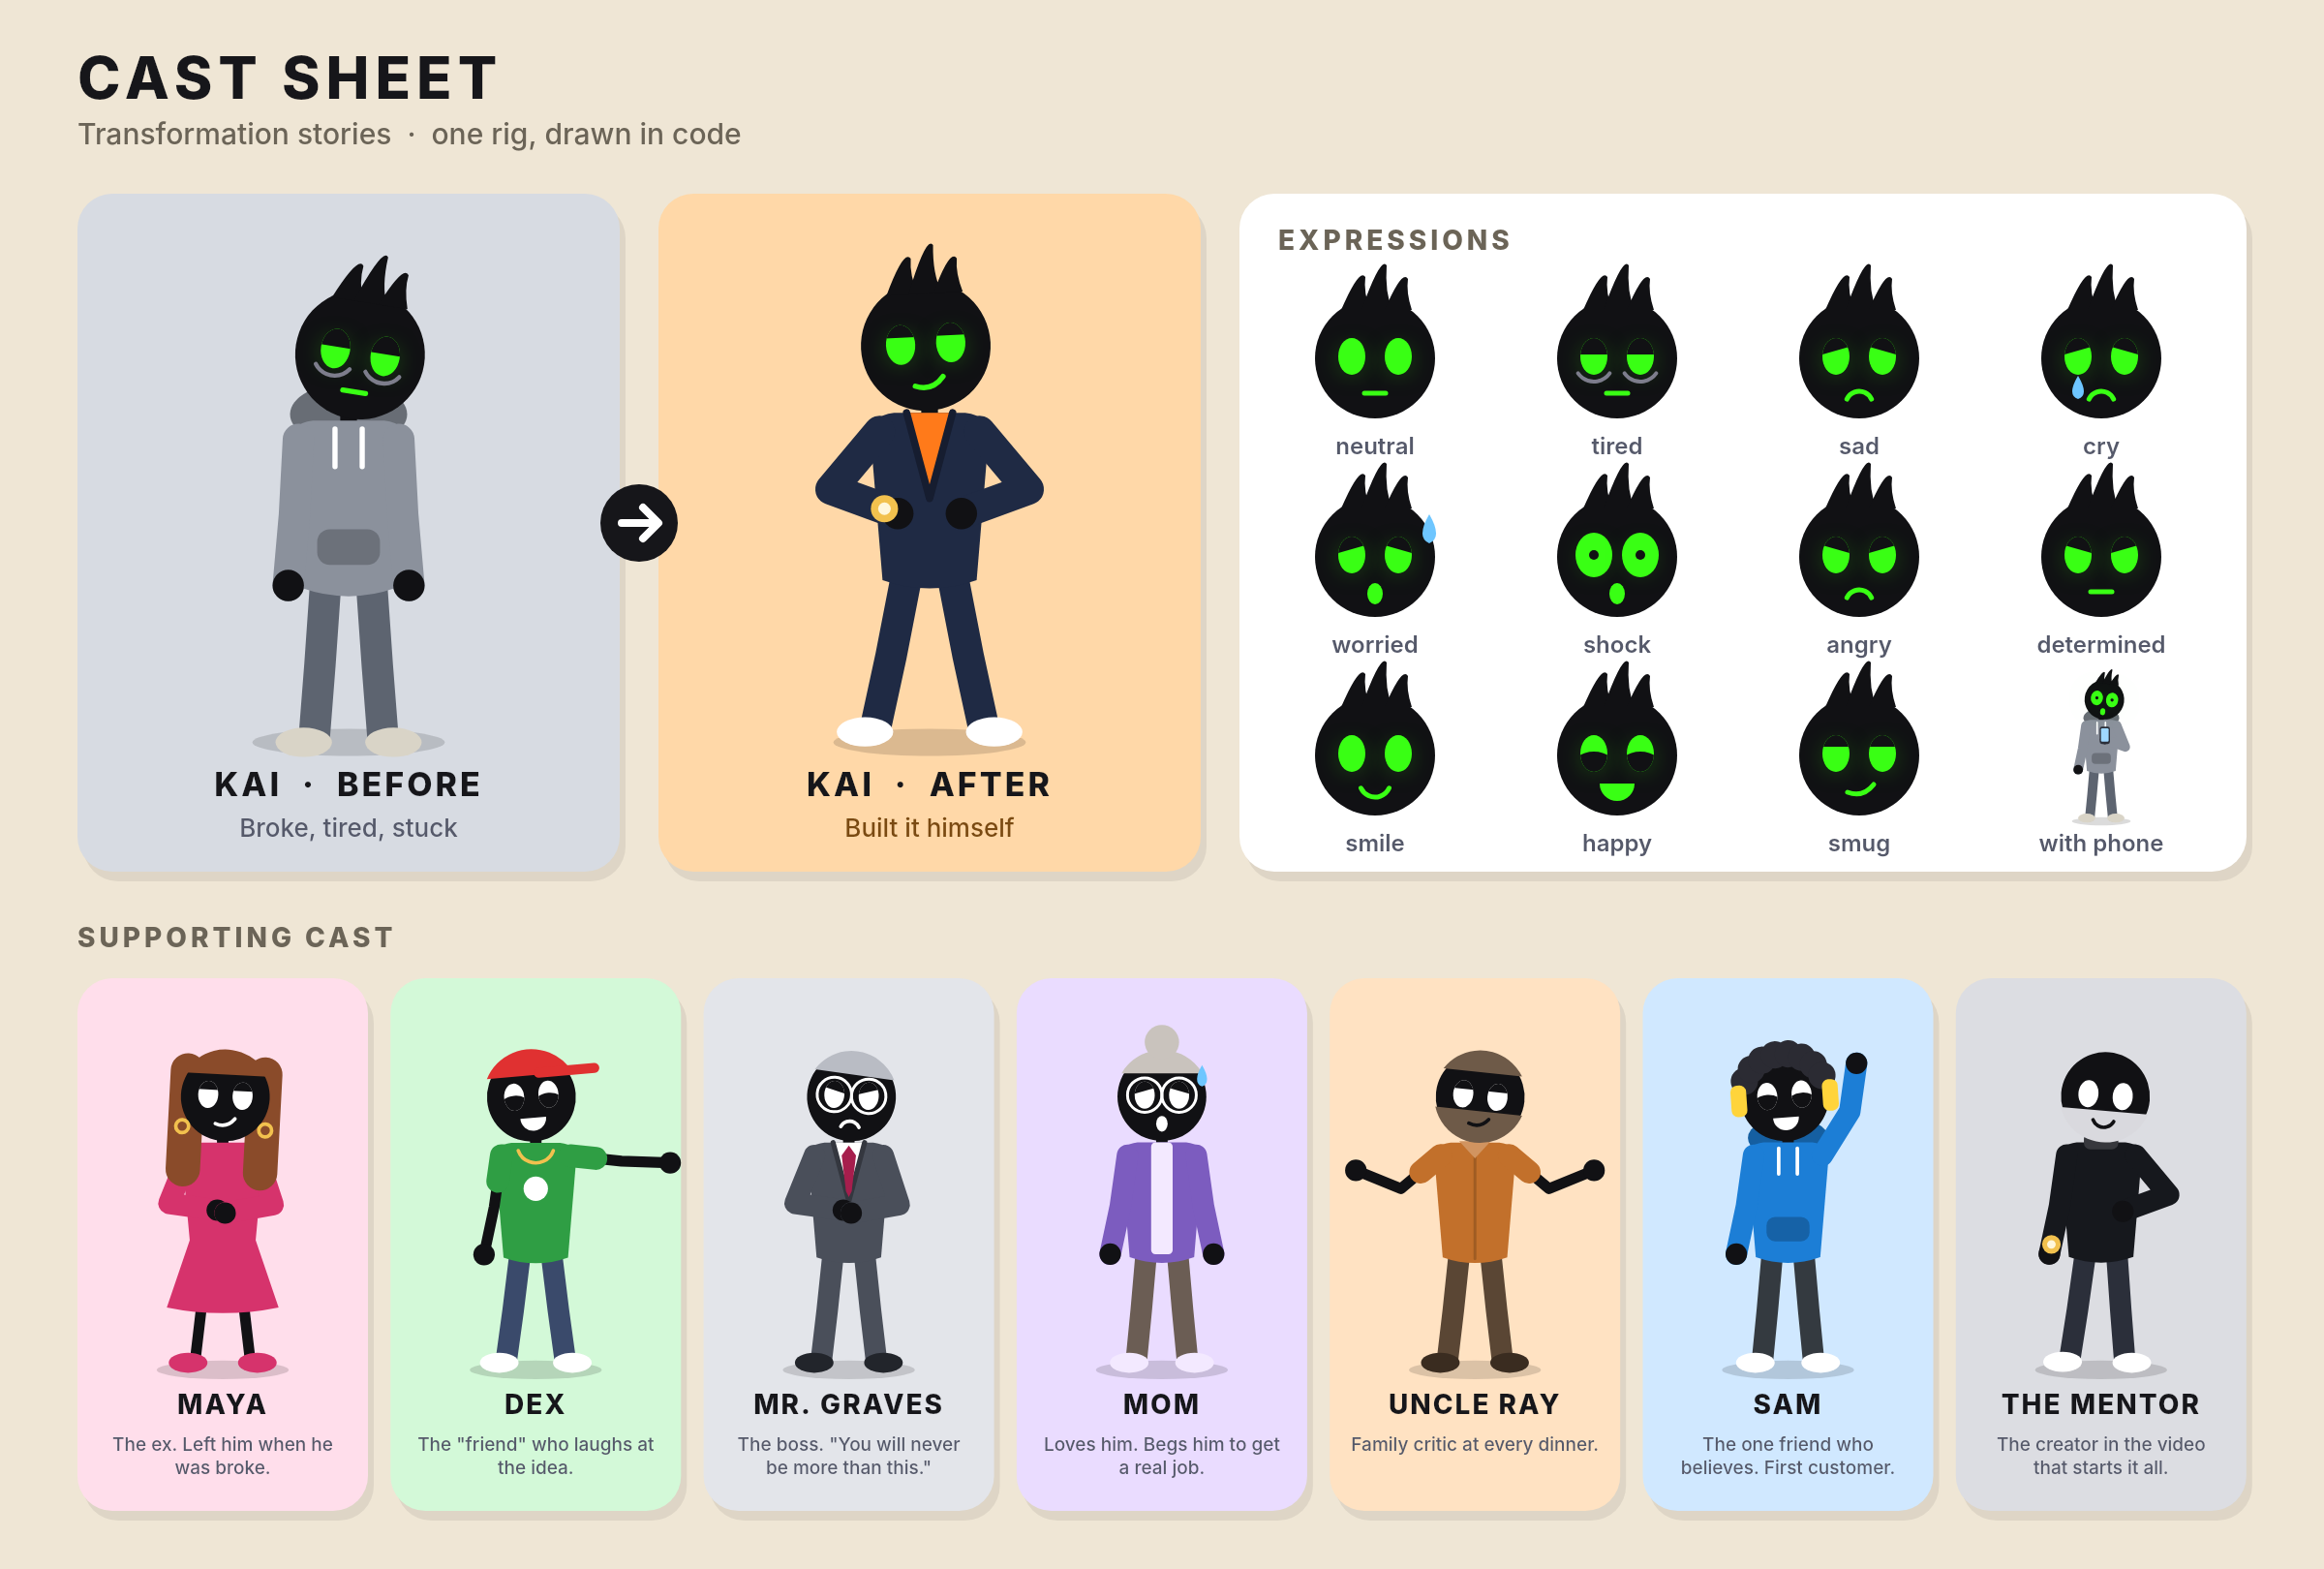 CAST SHEET
Transformation stories · one rig, drawn in code
KAI · BEFORE
Broke, tired, stuck
KAI · AFTER
Built it himself
EXPRESSIONS
neutral
tired
sad
cry
worried
shock
angry
determined
smile
happy
smug
with phone
SUPPORTING CAST
MAYA
The ex. Left him when he
was broke.
DEX
The "friend" who laughs at
the idea.
MR. GRAVES
The boss. "You will never
be more than this."
MOM
Loves him. Begs him to get
a real job.
UNCLE RAY
Family critic at every dinner.
SAM
The one friend who
believes. First customer.
THE MENTOR
The creator in the video
that starts it all.